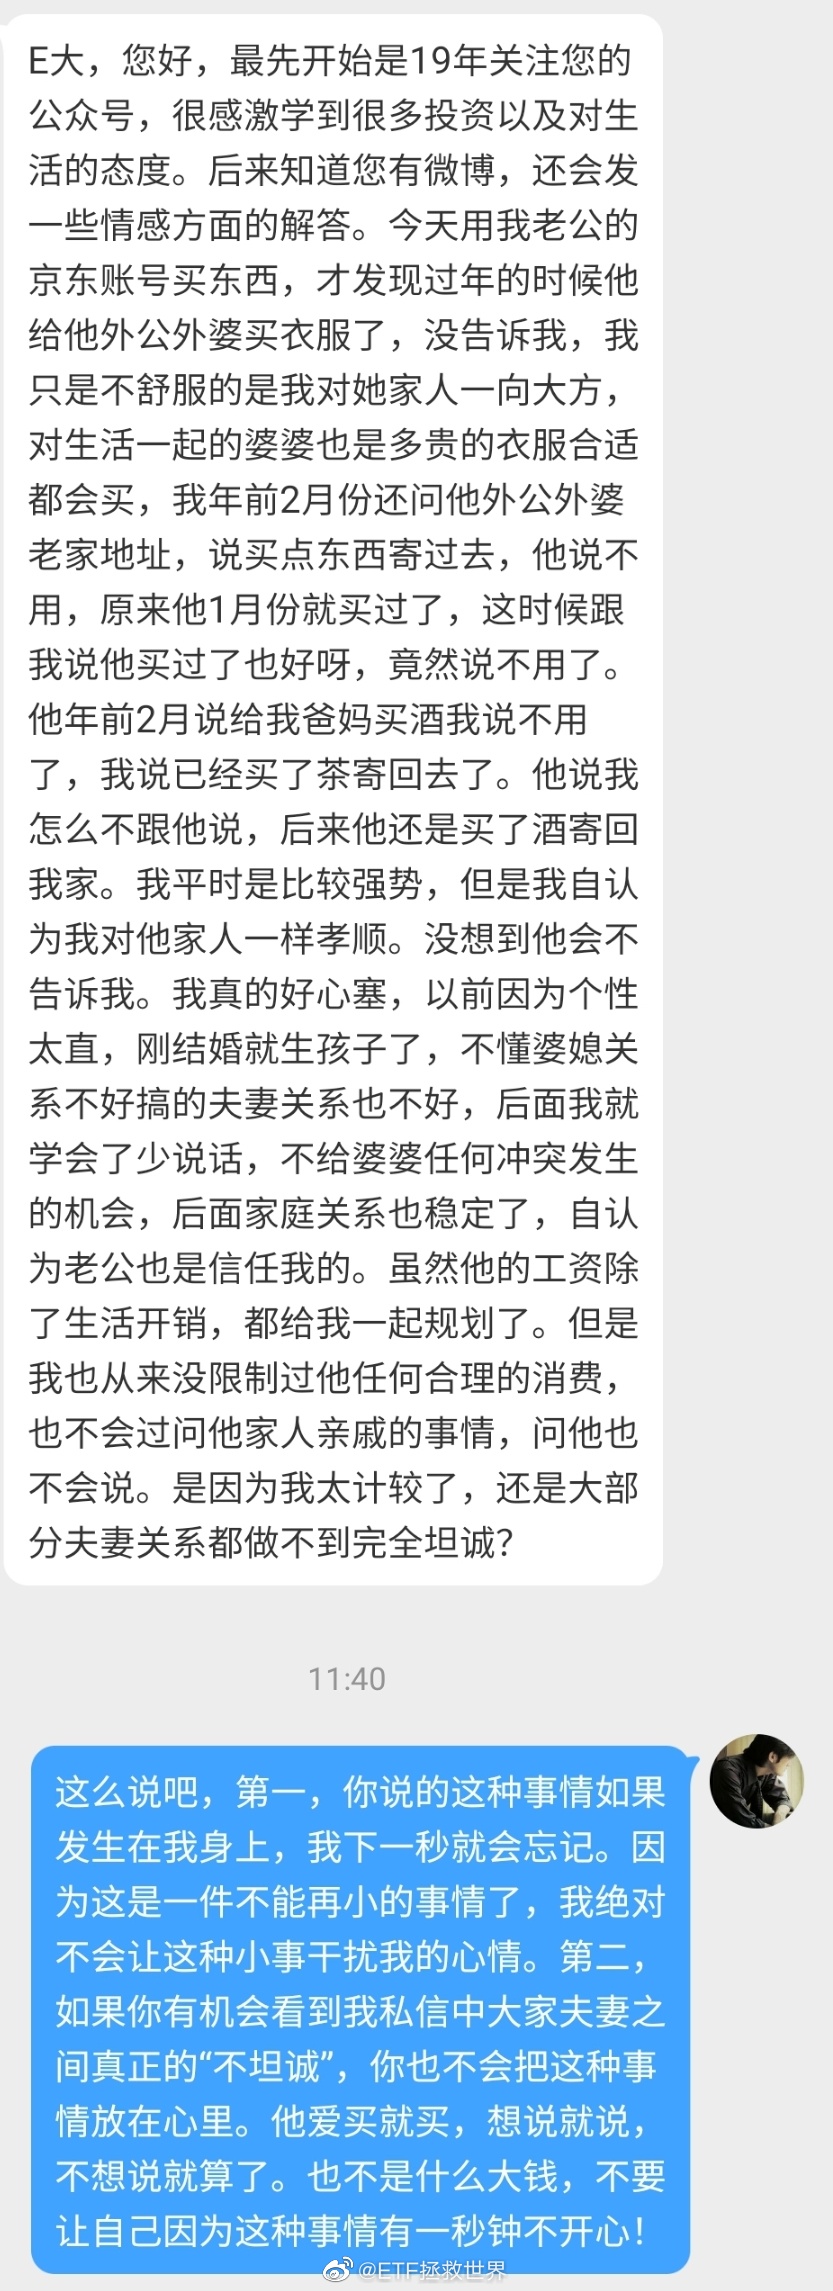 E大，您好，最先开始是19年关注您的
公众号，很感激学到很多投资以及对生
活的态度。后来知道您有微博，还会发
一些情感方面的解答。今天用我老公的
京东账号买东西，才发现过年的时候他
给他外公外婆买衣服了，没告诉我，我
只是不舒服的是我对她家人一向大方，
对生活一起的婆婆也是多贵的衣服合适
都会买，我年前2月份还问他外公外婆
老家地址，说买点东西寄过去，他说不
用，原来他1月份就买过了，这时候跟
我说他买过了也好呀，竟然说不用了。
他年前2月说给我爸妈买酒我说不用
了，我说已经买了茶寄回去了。他说我
怎么不跟他说，后来他还是买了酒寄回
我家。我平时是比较强势，但是我自认
为我对他家人一样孝顺。没想到他会不
告诉我。我真的好心塞，以前因为个性
太直，刚结婚就生孩子了，不懂婆媳关
系不好搞的夫妻关系也不好，后面我就
学会了少说话，不给婆婆任何冲突发生
的机会，后面家庭关系也稳定了，自认
为老公也是信任我的。虽然他的工资除
了生活开销，都给我一起规划了。但是
我也从来没限制过他任何合理的消费，
也不会过问他家人亲戚的事情，问他也
不会说。是因为我太计较了，还是大部
分夫妻关系都做不到完全坦诚？
11:40
这么说吧，第一，你说的这种事情如果
发生在我身上，我下一秒就会忘记。因
为这是一件不能再小的事情了，我绝对
不会让这种小事干扰我的心情。第二，
如果你有机会看到我私信中大家夫妻之
间真正的“不坦诚”，你也不会把这种事
情放在心里。他爱买就买，想说就说，
不想说就算了。也不是什么大钱，不要
让自己因为这种事情有一秒钟不开心！
@ETF拯救世界